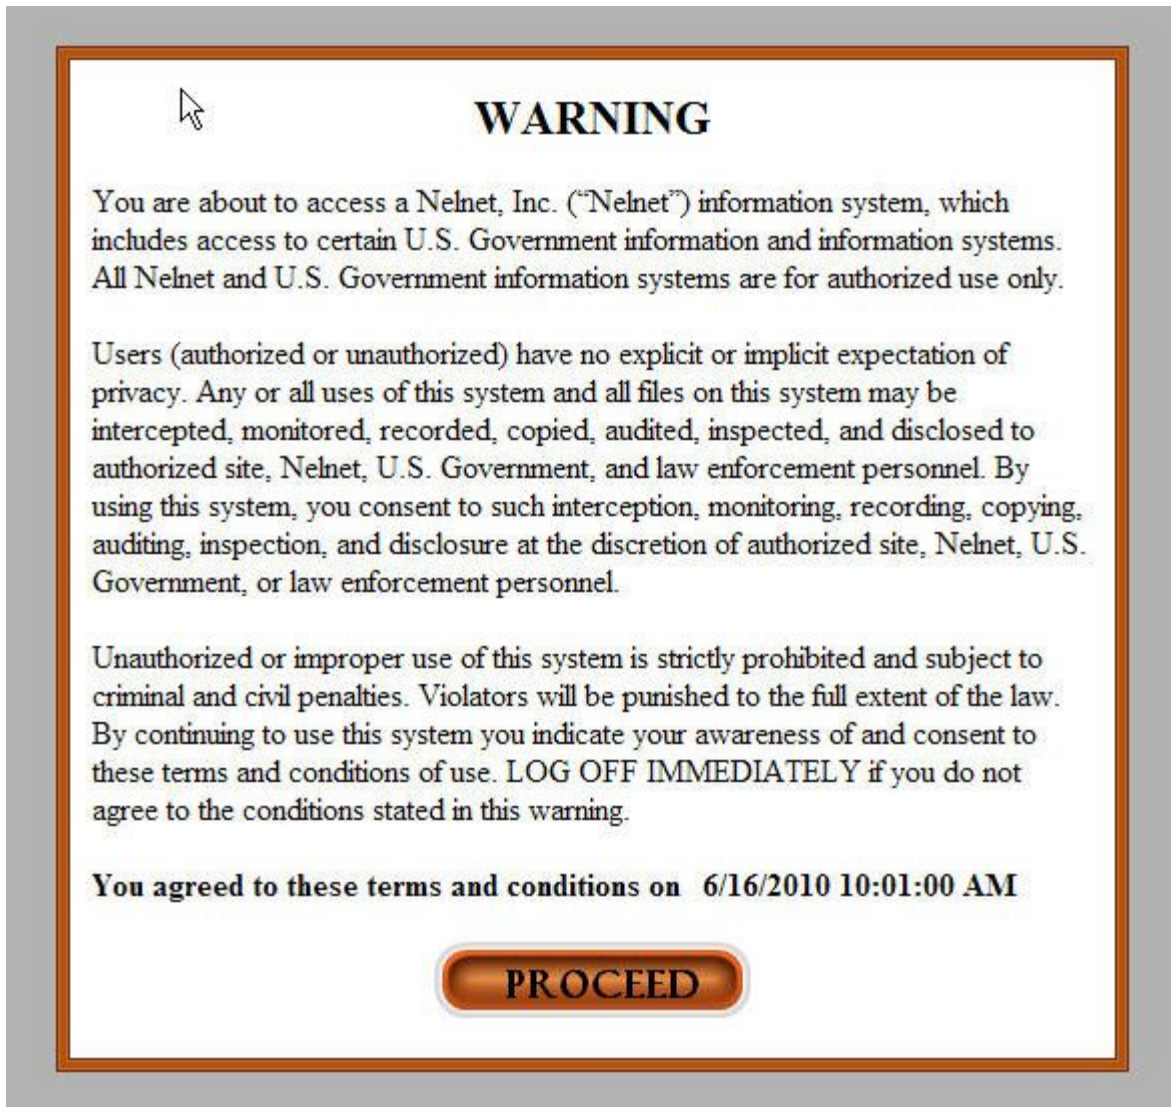 WARNING
You are about to access a Nelnet, Inc. (“Nelnet”) information system, which
includes access to certain U.S. Government information and information systems.
All Nelnet and U.S. Government information systems are for authorized use only.
Users (authorized or unauthorized) have no explicit or implicit expectation of
privacy. Any or all uses of this system and all files on this system may be
intercepted, monitored, recorded, copied, audited, inspected, and disclosed to
authorized site, Nelnet, U.S. Government, and law enforcement personnel. By
using this system, you consent to such interception, monitoring, recording, copying,
auditing, inspection, and disclosure at the discretion of authorized site, Nelnet, U.S.
Government, or law enforcement personnel.
Unauthorized or improper use of this system is strictly prohibited and subject to
criminal and civil penalties. Violators will be punished to the full extent of the law.
By continuing to use this system you indicate your awareness of and consent to
these terms and conditions of use. LOG OFF IMMEDIATELY if you do not
agree to the conditions stated in this warning.
You agreed to these terms and conditions on 6/16/2010 10:01:00 AM
PROCEED